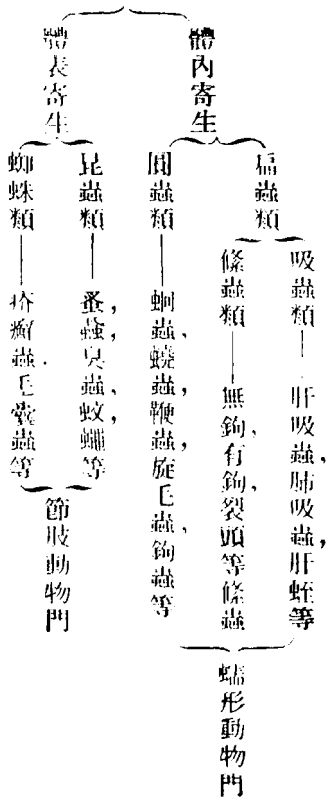 體內寄生
扁蟲類
吸蟲類
肝吸蟲,肺吸蟲,肝蛭等
絛蟲類
無鉤,有鉤,裂頭等絛蟲
圓蟲類
蛔蟲、蟯蟲,鞭蟲,旋毛蟲,鉤蟲等
蠕形動物門
體表寄生
昆蟲類
蚤,蝨,臭蟲,蚊,蠅等
蜘蛛類
疥癬蟲.毛囊蟲等
節肢動物門